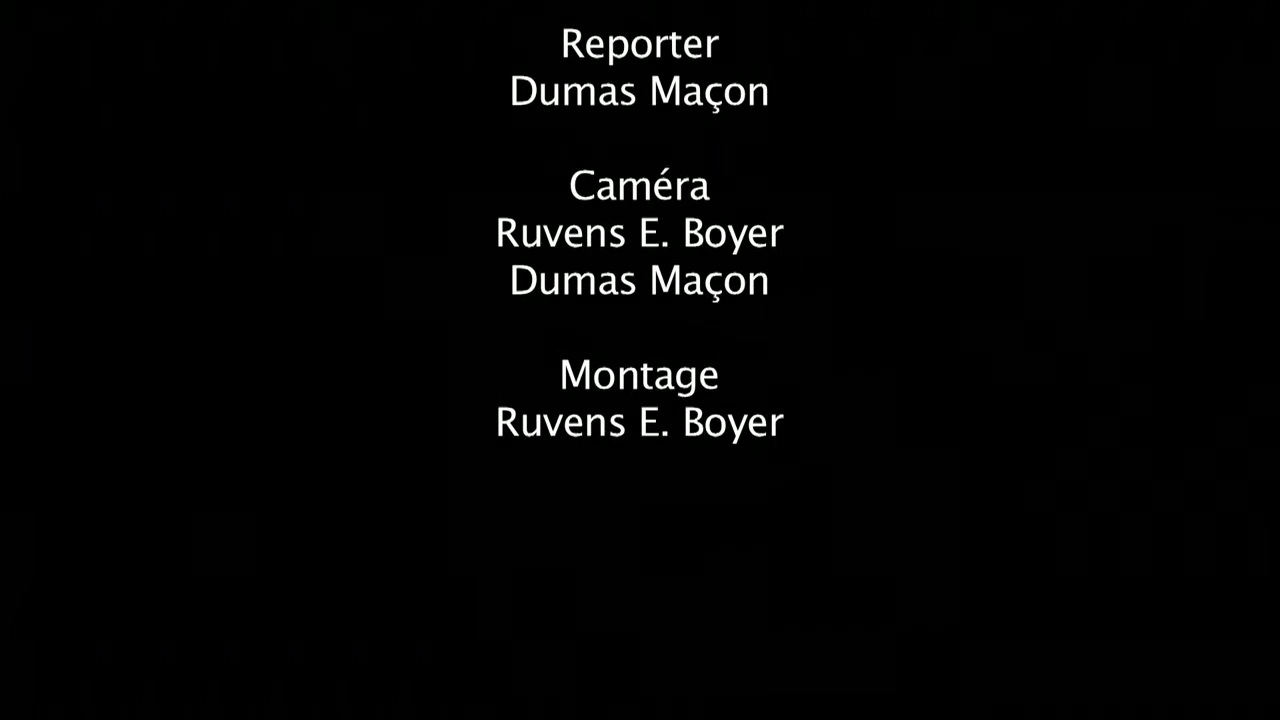 Reporter
Dumas Maçon
Caméra
Ruvens E. Boyer
Dumas Maçon
Montage
Ruvens E. Boyer